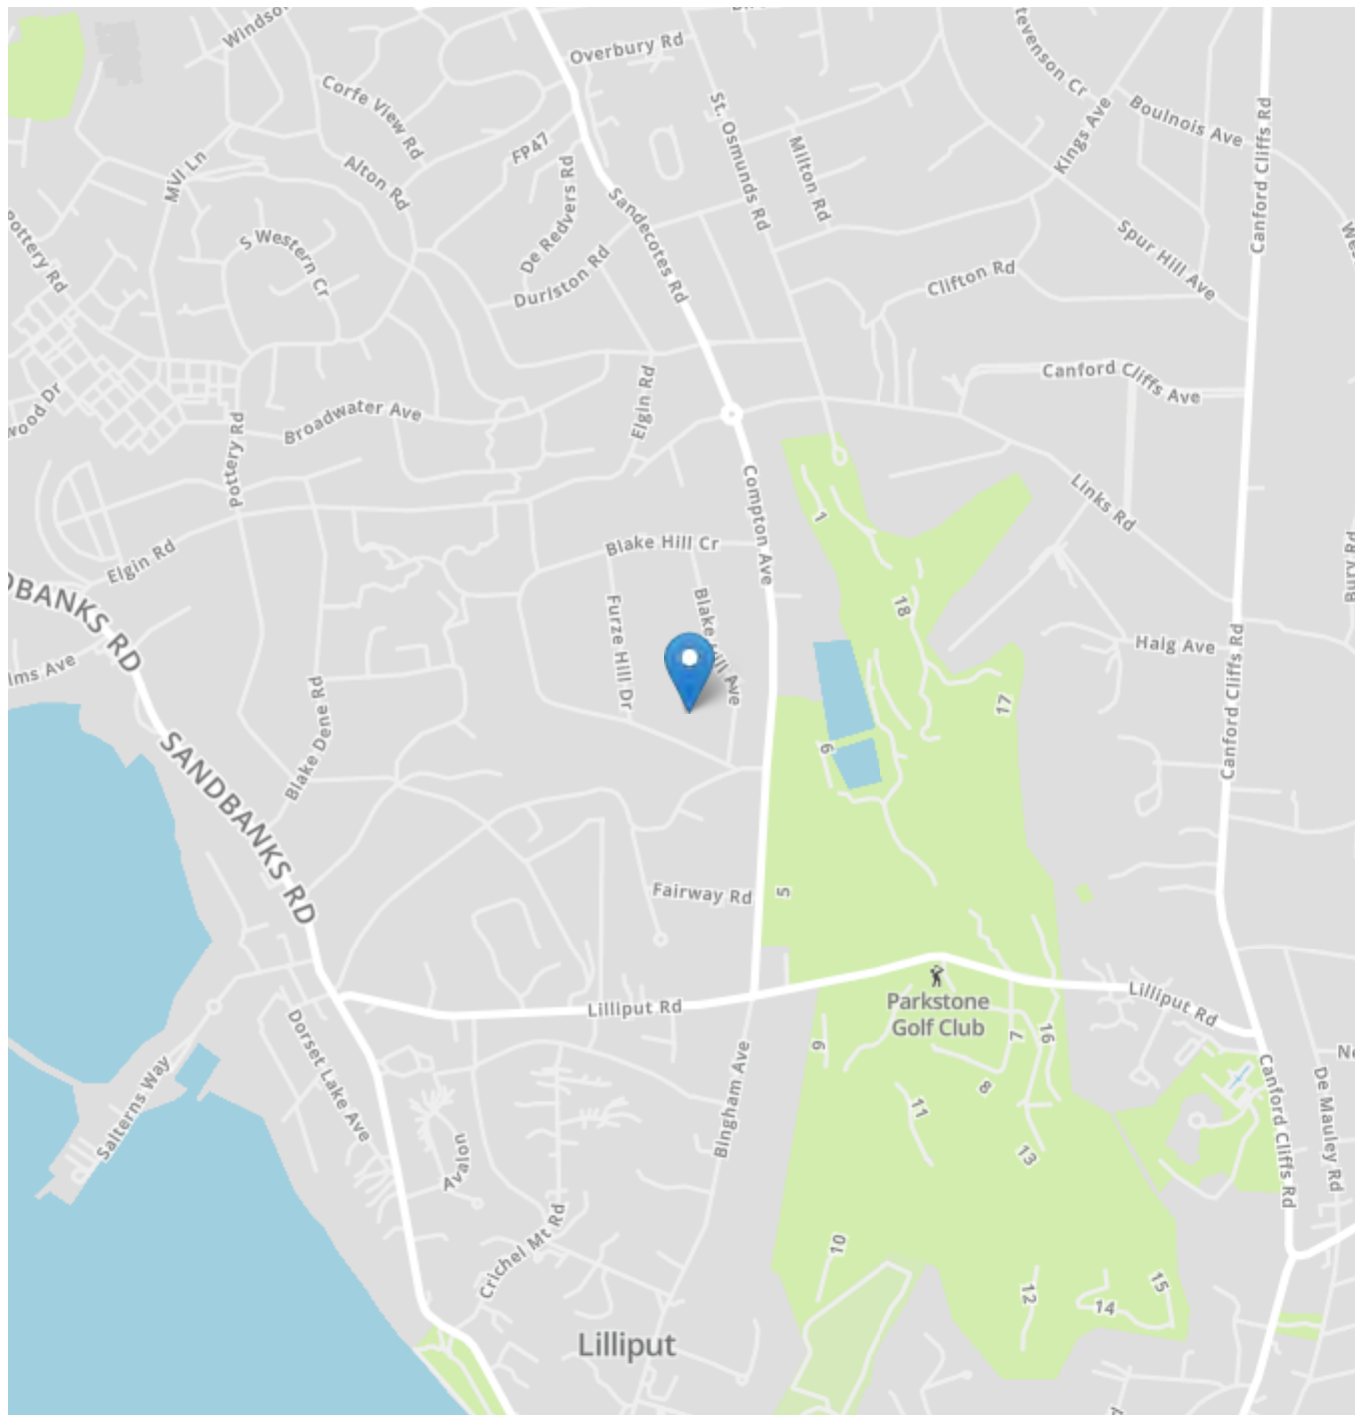 Windso
Overbury Rd
tevenson Cr
Corfe View Rd
FP47
St. Osmunds Rd
Boulnois Ave
Kings Ave
Canford Cliffs Rd
MVI Ln
Alton Rd
Milton Rd
De Redvers Rd
Sandecotes Rd
Pottery Rd
S Western Cr
Durlston Rd
Clifton Rd
Spur Hill Ave
Canford Cliffs Ave
wood Dr
Broadwater Ave
Elgin Rd
Pottery Rd
Compton Ave
Links Rd
1
Elgin Rd
Blake Hill Cr
Bury Rd
DBANKS RD
Furze Hill Dr
Blake Hill Ave
18
Haig Ave
lms Ave
Canford Cliffs Rd
Blake Dene Rd
17
6
SANDBANKS RD
Fairway Rd
5
Lilliput Rd
Parkstone
Golf Club
Lilliput Rd
Dorset Lake Ave
Salterns Way
9
7
16
8
11
13
Bingham Ave
Avalon
Canford Cliffs Rd
De Mauley Rd
Crichel Mt Rd
10
12
14
15
Lilliput